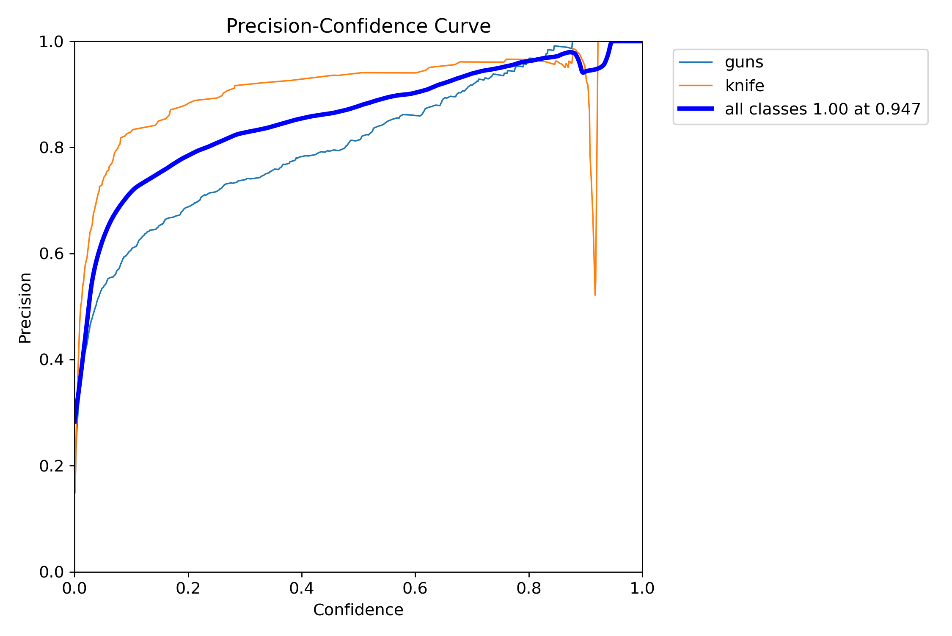 Precision-Confidence Curve
1.0
0.8
0.6
0.4
0.2
0.0
Precision
0.0 0.2 0.4 0.6 0.8 1.0
Confidence
guns
knife
all classes 1.00 at 0.947